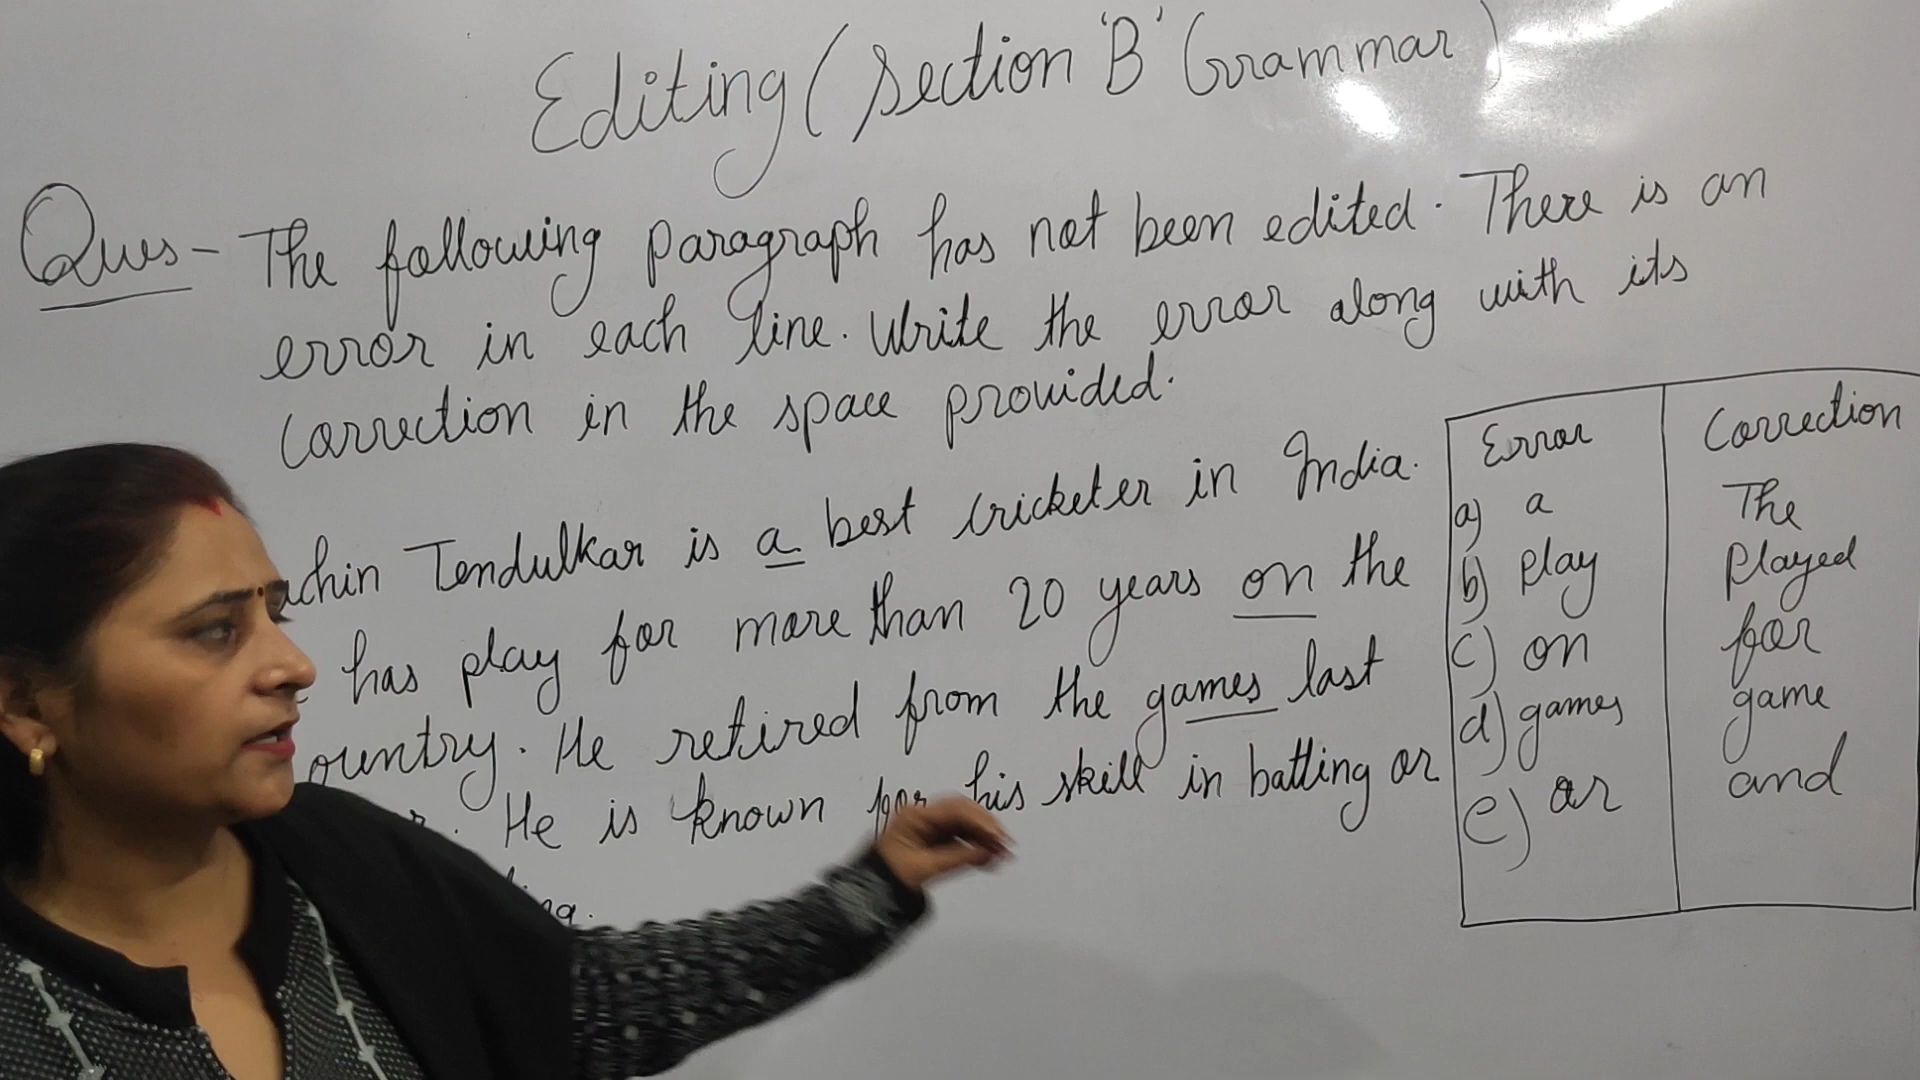 Editing (Section 'B' Grammar)
Ques - The following paragraph has not been edited. There is an
error in each line. Write the error along with its
correction in the space provided.
achin Tendulkar is a best cricketer in India.
has play for more than 20 years on the
ountry. He retired from the games last
He is known for his skill in batting or
Error Correction
a) a The
b) play Played
c) on for
d) games game
e) or and